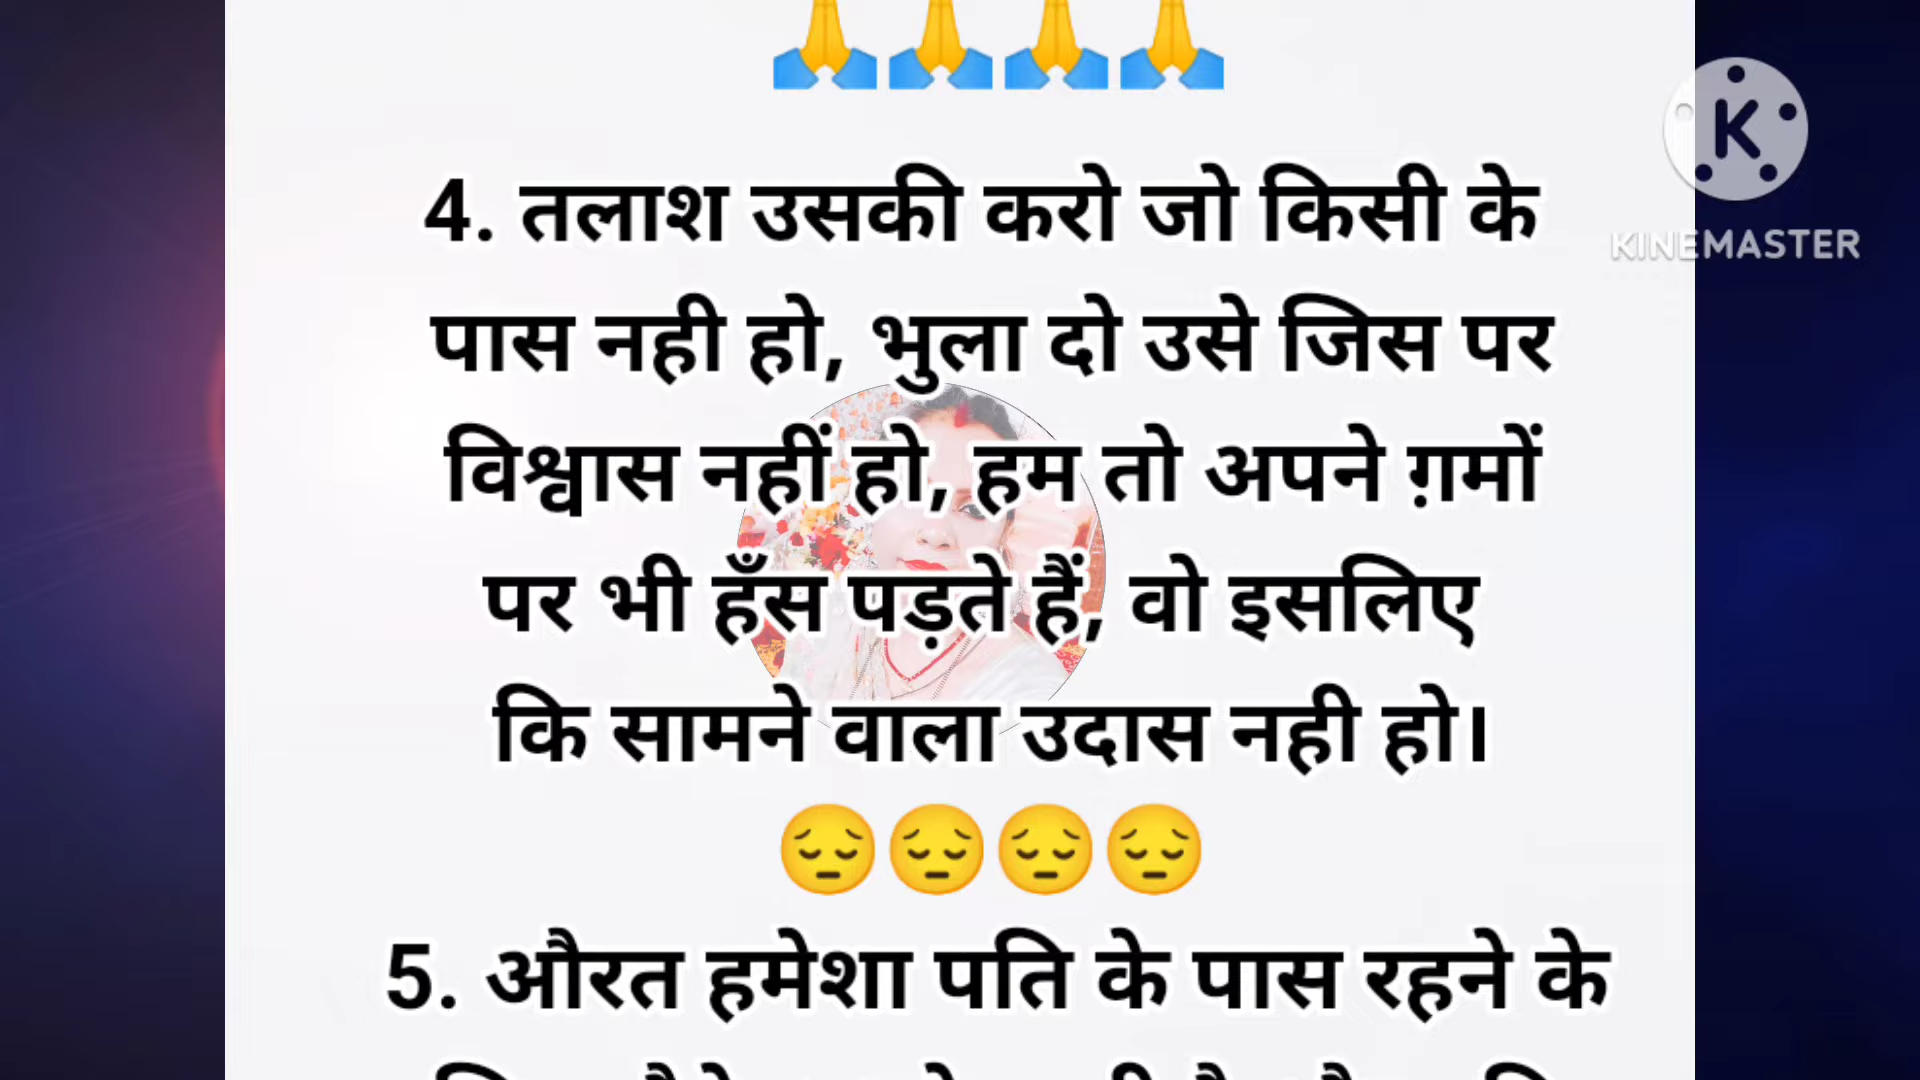 🙏🙏🙏🙏
4. तलाश उसकी करो जो किसी के
KINEMASTER
पास नही हो, भुला दो उसे जिस पर
विश्वास नहीं हो, हम तो अपने ग़मों
पर भी हँस पड़ते हैं, वो इसलिए
कि सामने वाला उदास नही हो।
😔😔😔😔
5. औरत हमेशा पति के पास रहने के